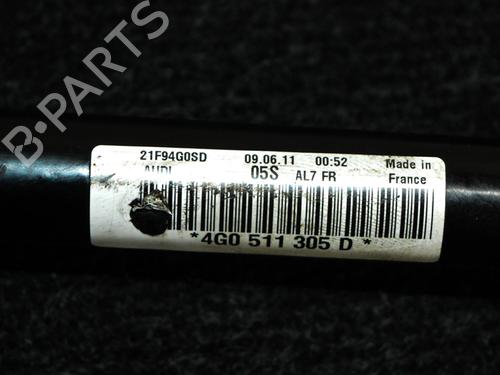 B-PARTS
21F94G0SD 09.06.11 00:52 Made in
AUDI 05S AL7 FR France
*4G0 511 305 D *